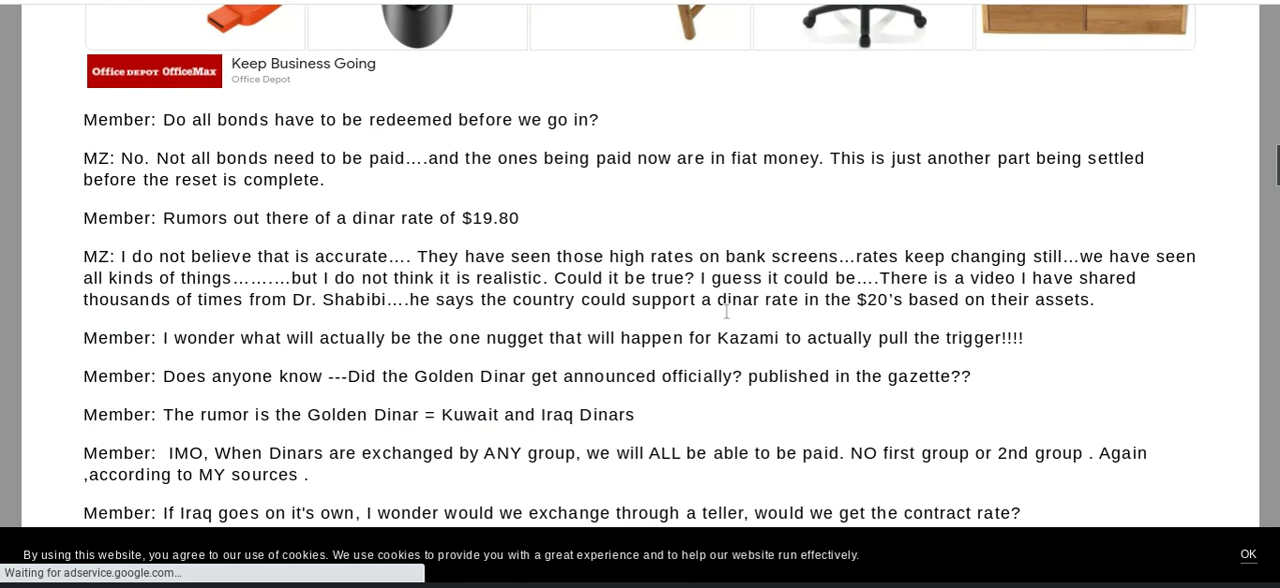 Office DEPOT OfficeMax
Keep Business Going
Office Depot
Member: Do all bonds have to be redeemed before we go in?
MZ: No. Not all bonds need to be paid....and the ones being paid now are in fiat money. This is just another part being settled
before the reset is complete.
Member: Rumors out there of a dinar rate of $19.80
MZ: I do not believe that is accurate.... They have seen those high rates on bank screens...rates keep changing still...we have seen
all kinds of things……….but I do not think it is realistic. Could it be true? I guess it could be....There is a video I have shared
thousands of times from Dr. Shabibi....he says the country could support a dinar rate in the $20’s based on their assets.
Member: I wonder what will actually be the one nugget that will happen for Kazami to actually pull the trigger!!!!
Member: Does anyone know ---Did the Golden Dinar get announced officially? published in the gazette??
Member: The rumor is the Golden Dinar = Kuwait and Iraq Dinars
Member:  IMO, When Dinars are exchanged by ANY group, we will ALL be able to be paid. NO first group or 2nd group . Again
,according to MY sources .
Member: If Iraq goes on it's own, I wonder would we exchange through a teller, would we get the contract rate?
By using this website, you agree to our use of cookies. We use cookies to provide you with a great experience and to help our website run effectively.
OK
Waiting for adservice.google.com...